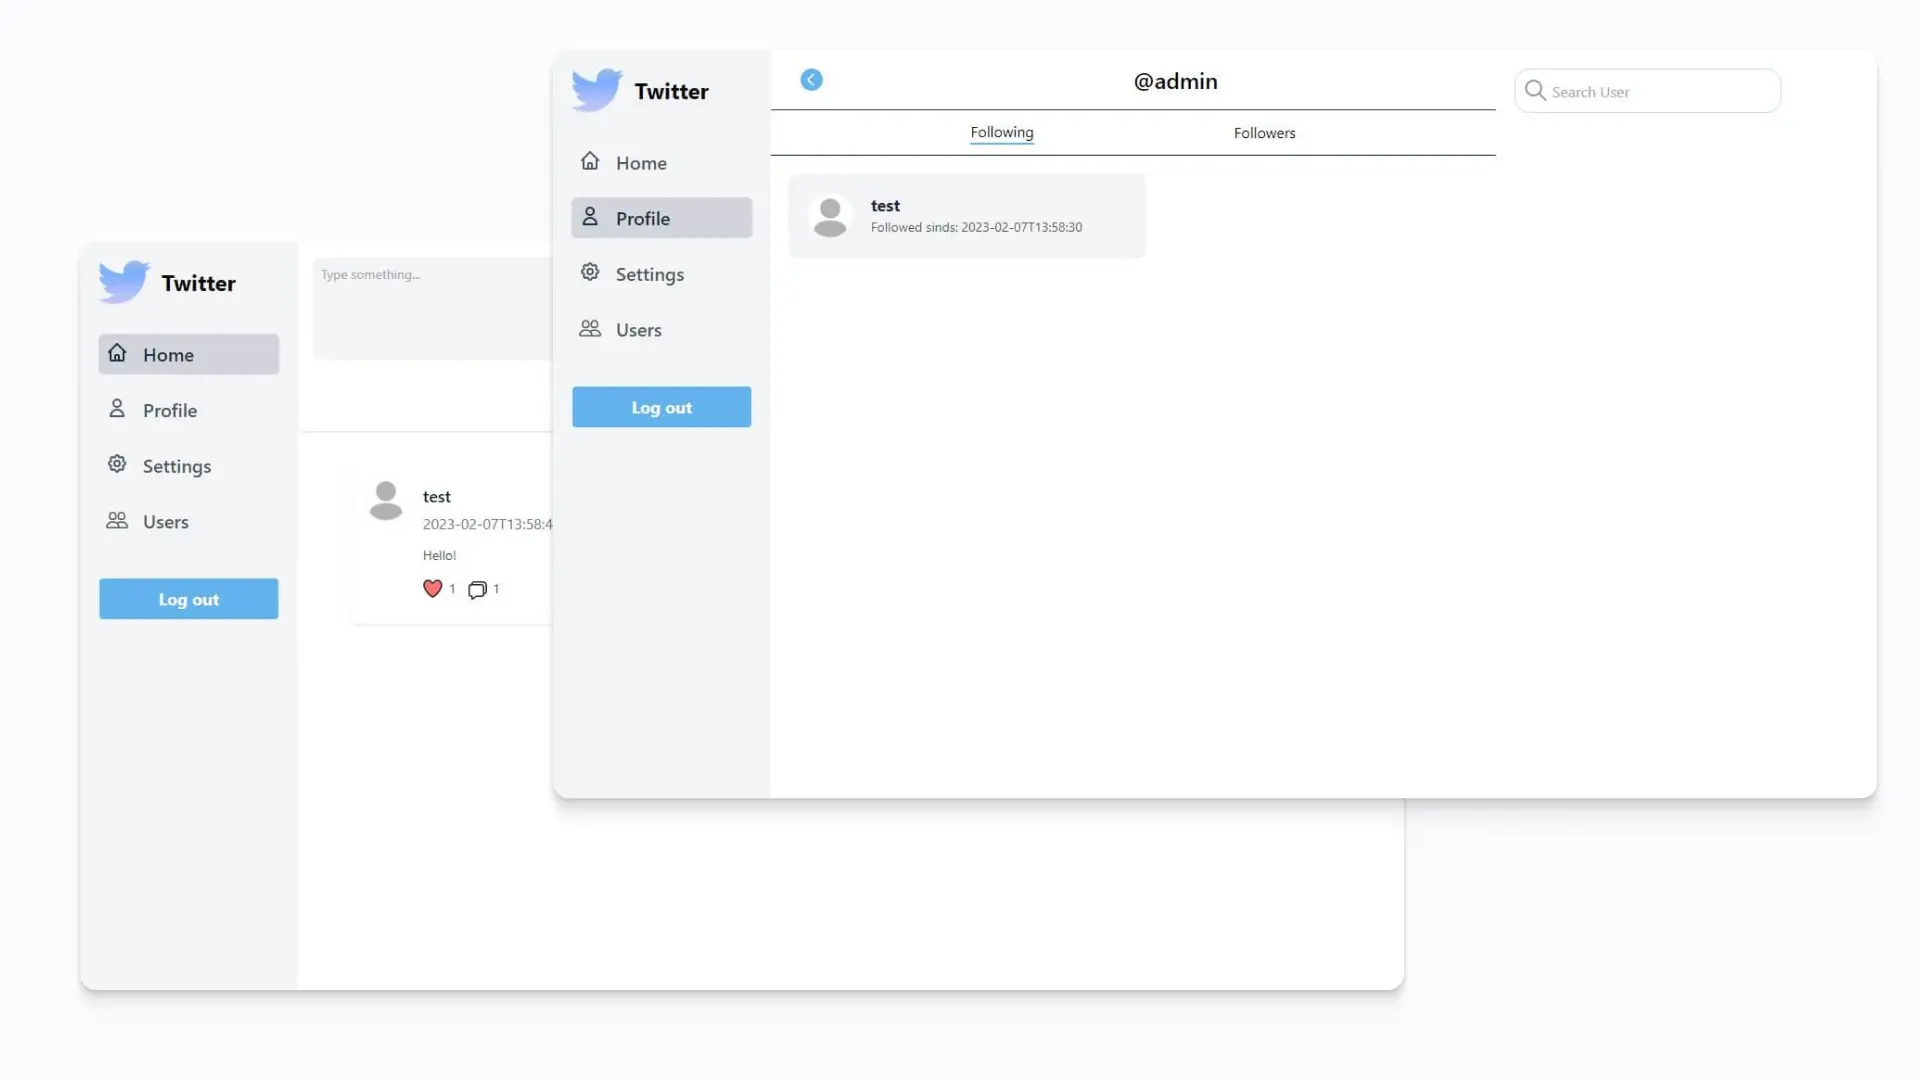 Twitter
Home
Profile
Settings
Users
Log out
@admin
Following
Followers
test
Followed sinds: 2023-02-07T13:58:30
Search User
Twitter
Home
Profile
Settings
Users
Log out
Type something...
test
2023-02-07T13:58:4
Hello!
1 1